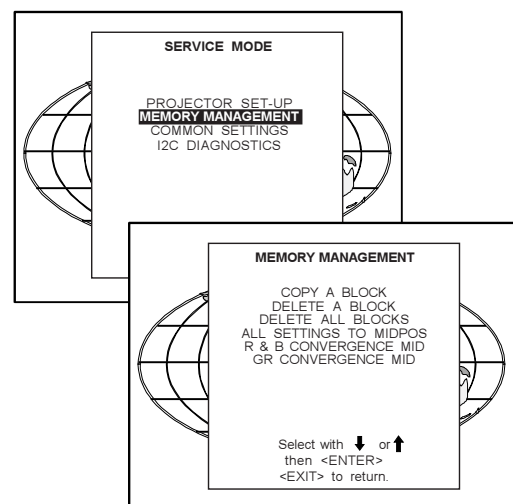 SERVICE MODE
PROJECTOR SET-UP
MEMORY MANAGEMENT
COMMON SETTINGS
I2C DIAGNOSTICS
MEMORY MANAGEMENT
COPY A BLOCK
DELETE A BLOCK
DELETE ALL BLOCKS
ALL SETTINGS TO MIDPOS
R & B CONVERGENCE MID
GR CONVERGENCE MID
Select with ⬇ or ⬆
then <ENTER>
<EXIT> to return.